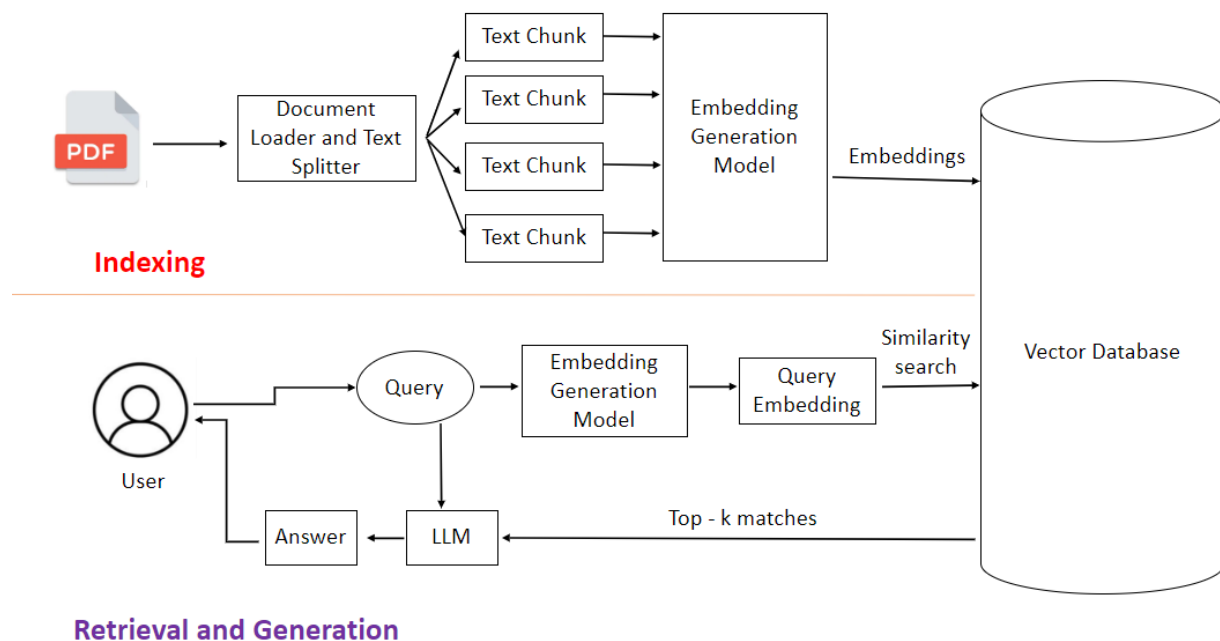 PDF
Document
Loader and Text
Splitter
Text Chunk
Text Chunk
Text Chunk
Text Chunk
Embedding
Generation
Model
Embeddings
Indexing
Vector Database
User
Query
Embedding
Generation
Model
Query
Embedding
Similarity
search
Top - k matches
LLM
Answer
Retrieval and Generation